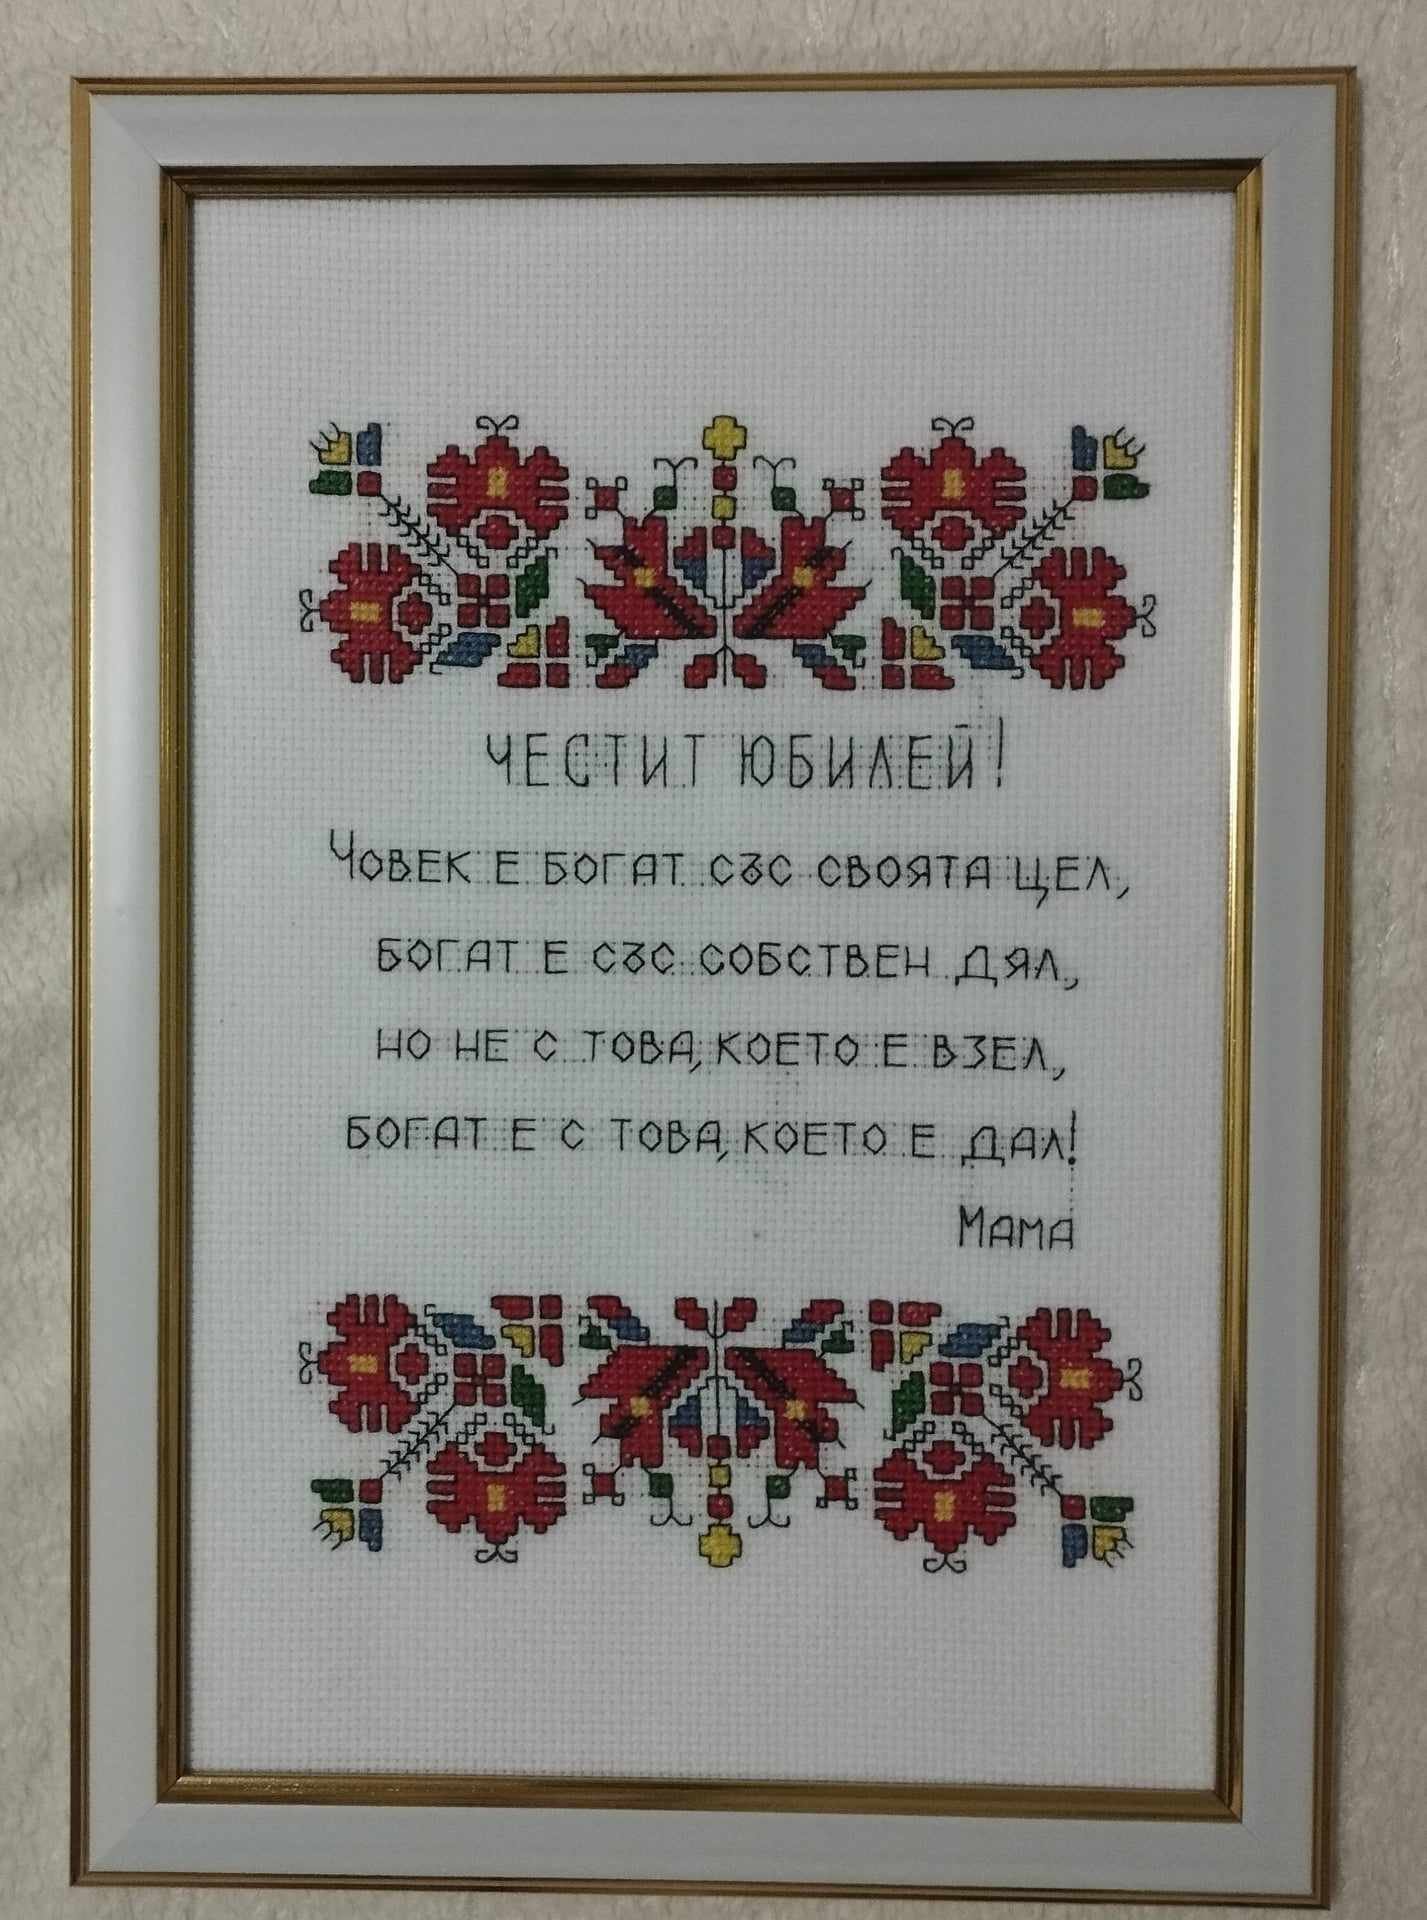 ЧЕСТИТ ЮБИЛЕЙ!
ЧОВЕК Е БОГАТ СЪС СВОЯТА ЦЕЛ,
БОГАТ Е СЪС СОБСТВЕН ДЯЛ,
НО НЕ С ТОВА, КОЕТО Е ВЗЕЛ,
БОГАТ Е С ТОВА, КОЕТО Е ДАЛ!
МАМА